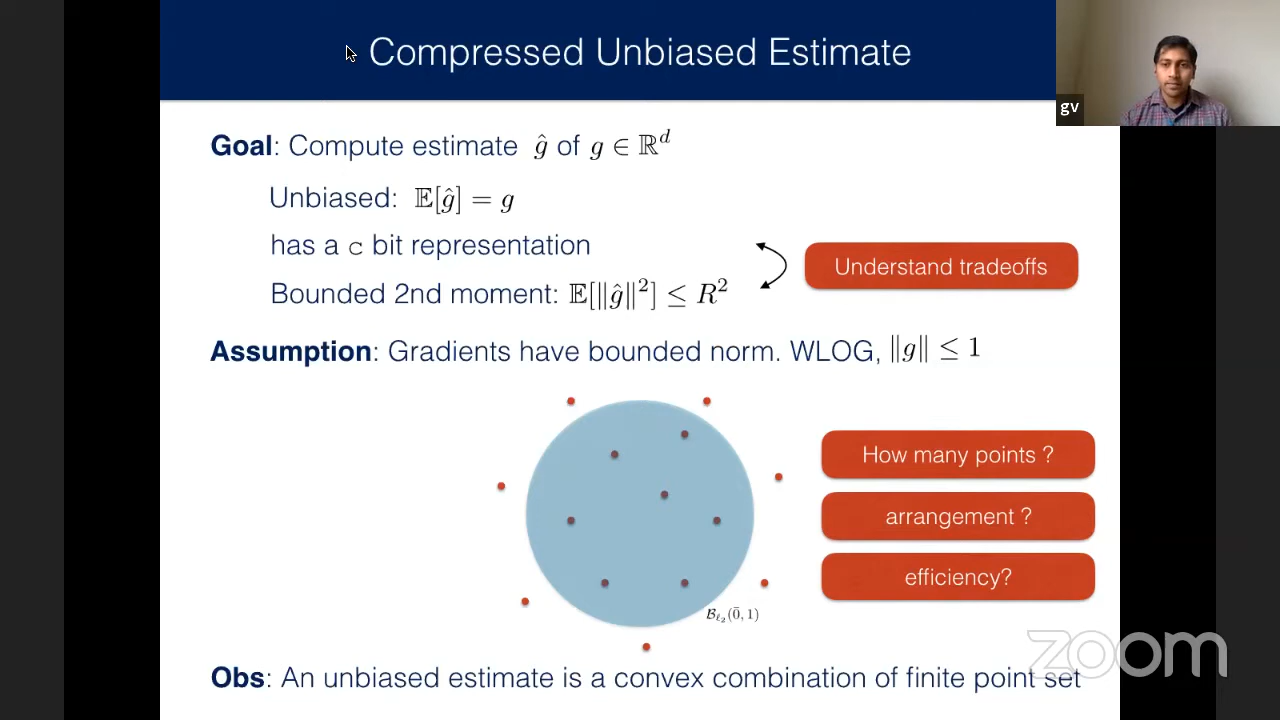 Compressed Unbiased Estimate
gv
Goal: Compute estimate ĝ of g ∈ ℝᵈ
Unbiased: 𝔼[ĝ] = g
has a c bit representation
Bounded 2nd moment: 𝔼[‖ĝ‖²] ≤ R²
Understand tradeoffs
Assumption: Gradients have bounded norm. WLOG, ‖g‖ ≤ 1
How many points ?
arrangement ?
efficiency?
ℬ_ℓ₂(0̄, 1)
zoom
Obs: An unbiased estimate is a convex combination of finite point set